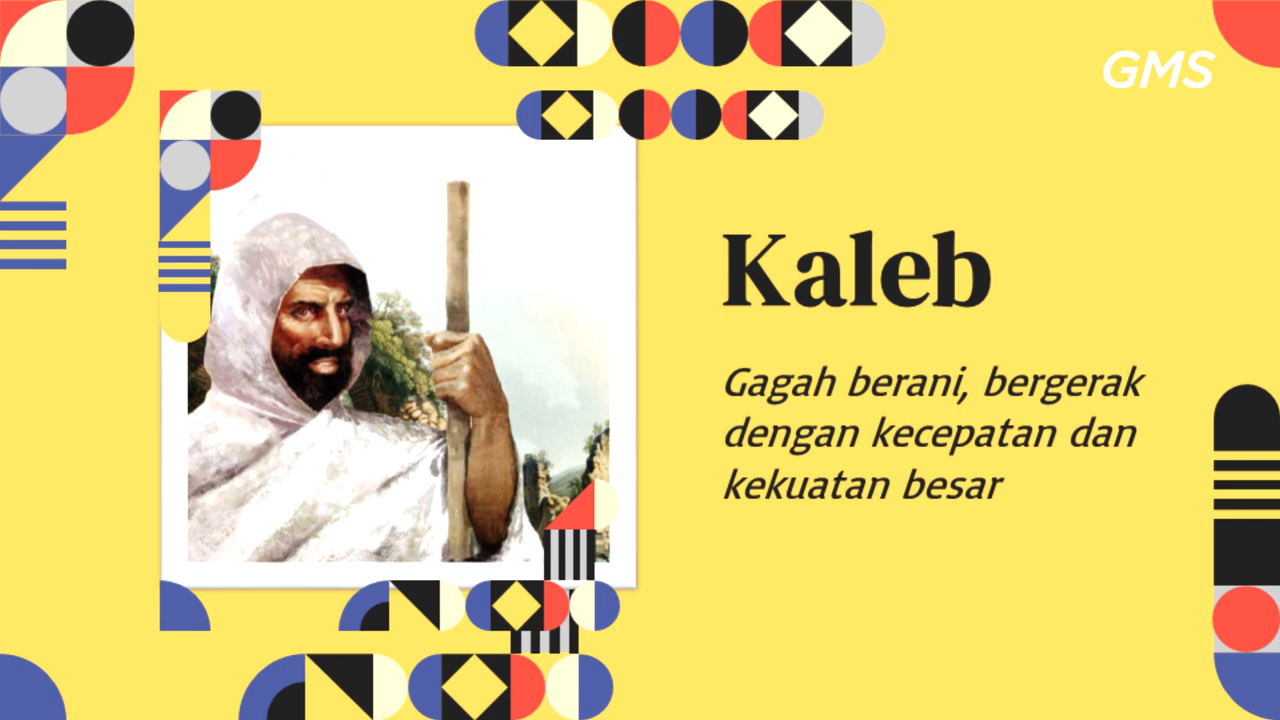 GMS
Kaleb
Gagah berani, bergerak
dengan kecepatan dan
kekuatan besar